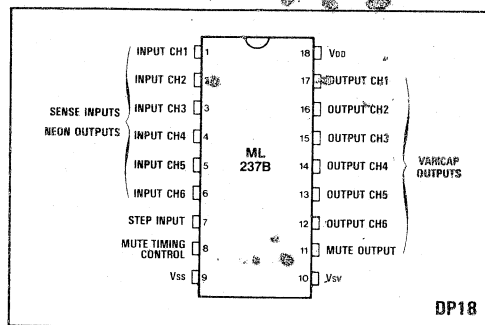 INPUT CH1 1
INPUT CH2
INPUT CH3 3
INPUT CH4 4
INPUT CH5 5
INPUT CH6 6
STEP INPUT 7
MUTE TIMING
CONTROL 8
VSS 9
SENSE INPUTS
NEON OUTPUTS
ML
237B
18 VDD
17 OUTPUT CH1
16 OUTPUT CH2
15 OUTPUT CH3
14 OUTPUT CH4
13 OUTPUT CH5
12 OUTPUT CH6
11 MUTE OUTPUT
10 VSV
VARICAP
OUTPUTS
DP18